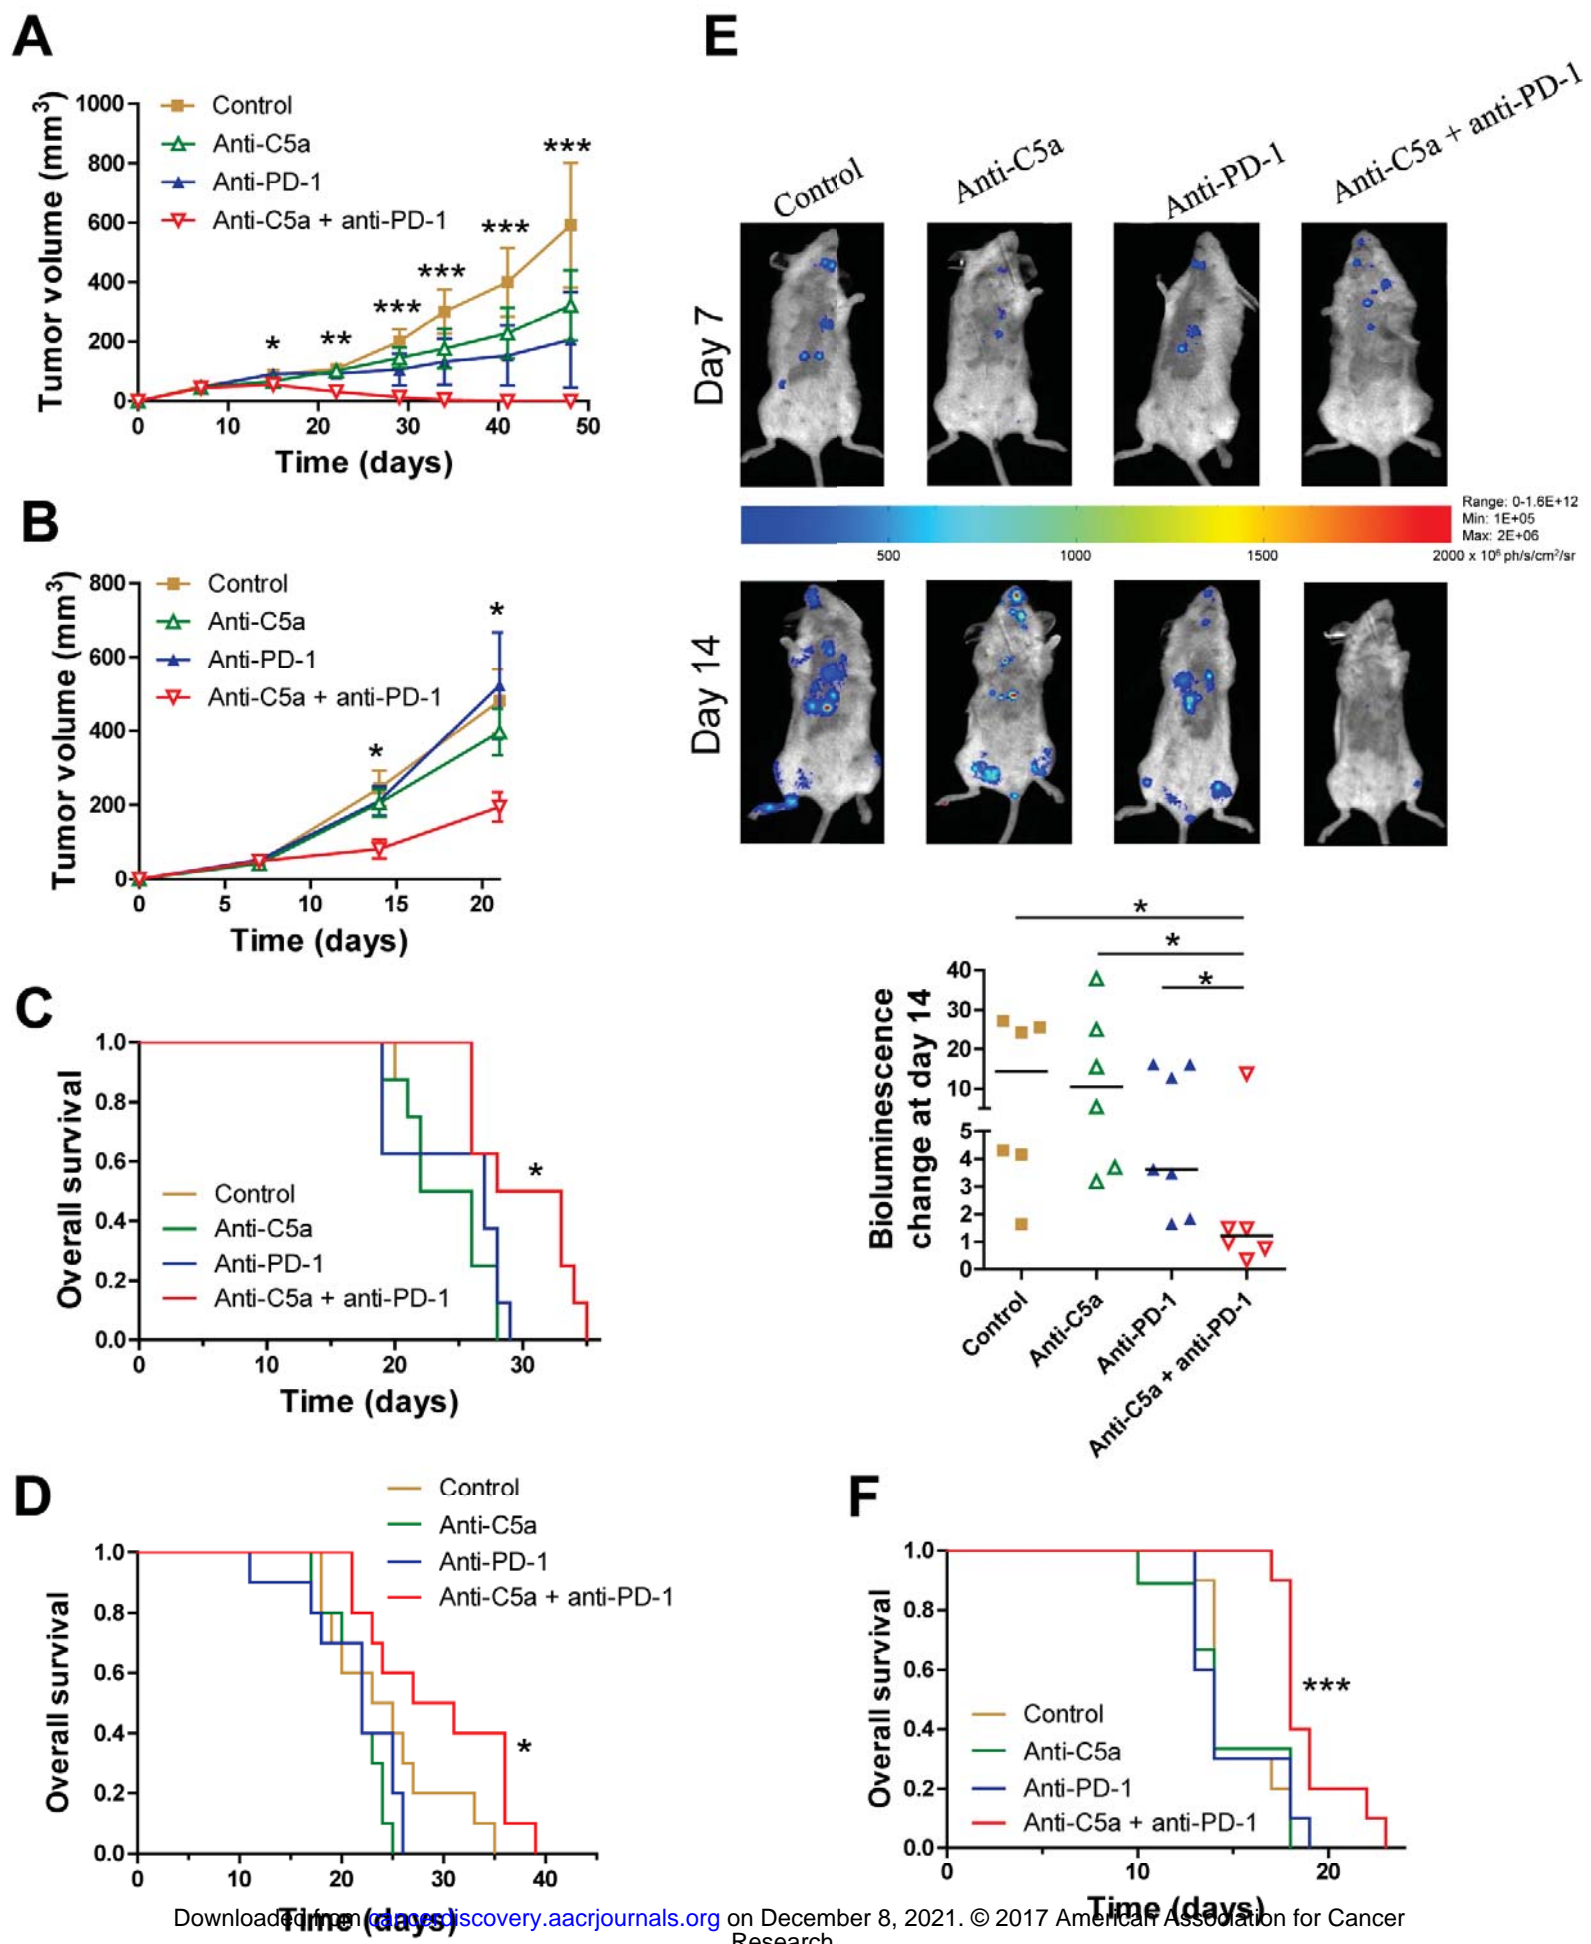 A
Tumor volume (mm3)
1000
800
600
400
200
0
Control
Anti-C5a
Anti-PD-1
Anti-C5a + anti-PD-1
*
**
***
***
***
***
0 10 20 30 40 50
Time (days)
B
Tumor volume (mm3)
800
600
400
200
0
Control
Anti-C5a
Anti-PD-1
Anti-C5a + anti-PD-1
*
*
0 5 10 15 20
Time (days)
C
Overall survival
1.0
0.8
0.6
0.4
0.2
0.0
*
Control
Anti-C5a
Anti-PD-1
Anti-C5a + anti-PD-1
0 10 20 30
Time (days)
D
Control
Anti-C5a
Anti-PD-1
Anti-C5a + anti-PD-1
Overall survival
1.0
0.8
0.6
0.4
0.2
0.0
*
0 10 20 30 40
Time (days)
E
Control Anti-C5a Anti-PD-1 Anti-C5a + anti-PD-1
Day 7
Range: 0-1.6E+12
Min: 1E+05
Max: 2E+06
500 1000 1500 2000 x 10⁶ ph/s/cm²/sr
Day 14
*
*
*
Bioluminescence
change at day 14
40
30
20
10
5
4
3
2
1
0
Control
Anti-C5a
Anti-PD-1
Anti-C5a + anti-PD-1
F
Overall survival
1.0
0.8
0.6
0.4
0.2
0.0
***
Control
Anti-C5a
Anti-PD-1
Anti-C5a + anti-PD-1
0 10 20
Time (days)
Downloaded from cancerdiscovery.aacrjournals.org on December 8, 2021. © 2017 American Association for Cancer
Research